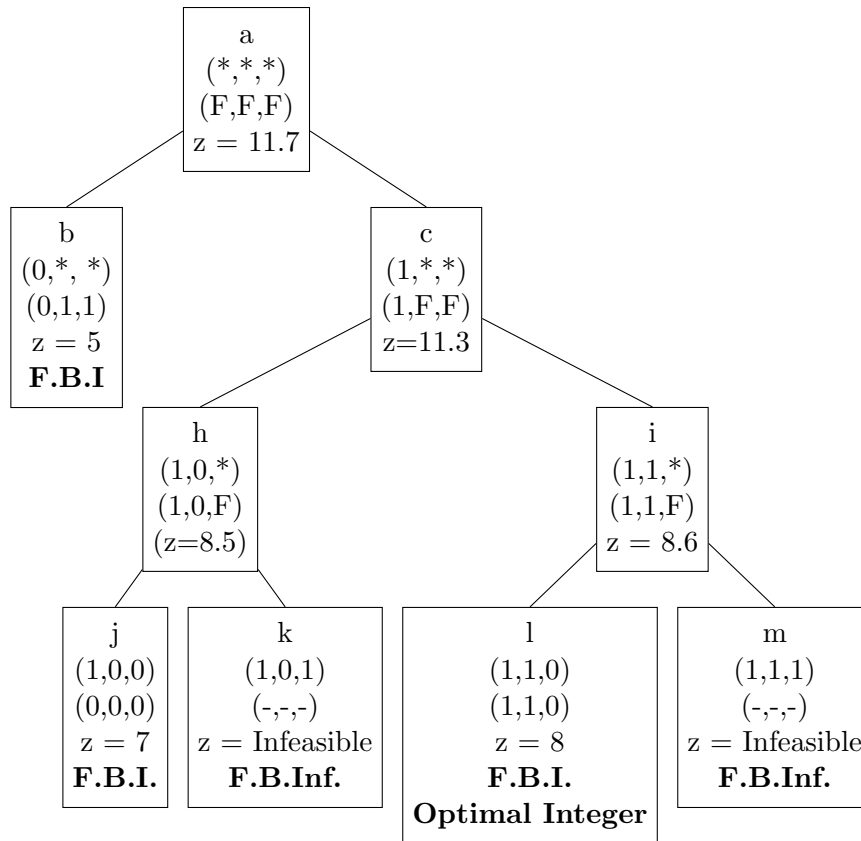 a
(*,*,*)
(F,F,F)
z = 11.7
b
(0,*, *)
(0,1,1)
z = 5
F.B.I
c
(1,*,*)
(1,F,F)
z=11.3
h
(1,0,*)
(1,0,F)
(z=8.5)
i
(1,1,*)
(1,1,F)
z = 8.6
j
(1,0,0)
(0,0,0)
z = 7
F.B.I.
k
(1,0,1)
(-,-,-)
z = Infeasible
F.B.Inf.
l
(1,1,0)
(1,1,0)
z = 8
F.B.I.
Optimal Integer
m
(1,1,1)
(-,-,-)
z = Infeasible
F.B.Inf.